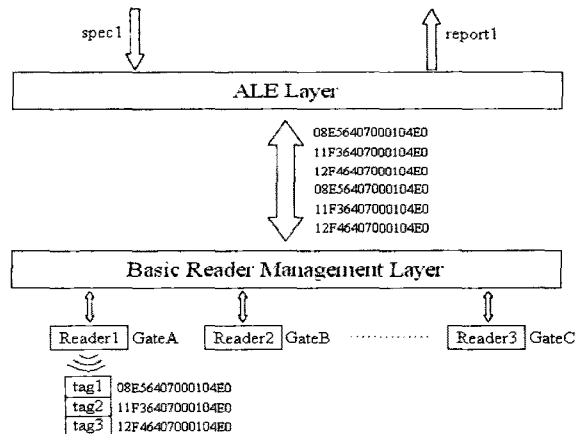 spec1
report1
ALE Layer
08E56407000104E0
11F36407000104E0
12F46407000104E0
08E56407000104E0
11F36407000104E0
12F46407000104E0
Basic Reader Management Layer
Reader1 GateA Reader2 GateB Reader3 GateC
tag1 08E56407000104E0
tag2 11F36407000104E0
tag3 12F46407000104E0